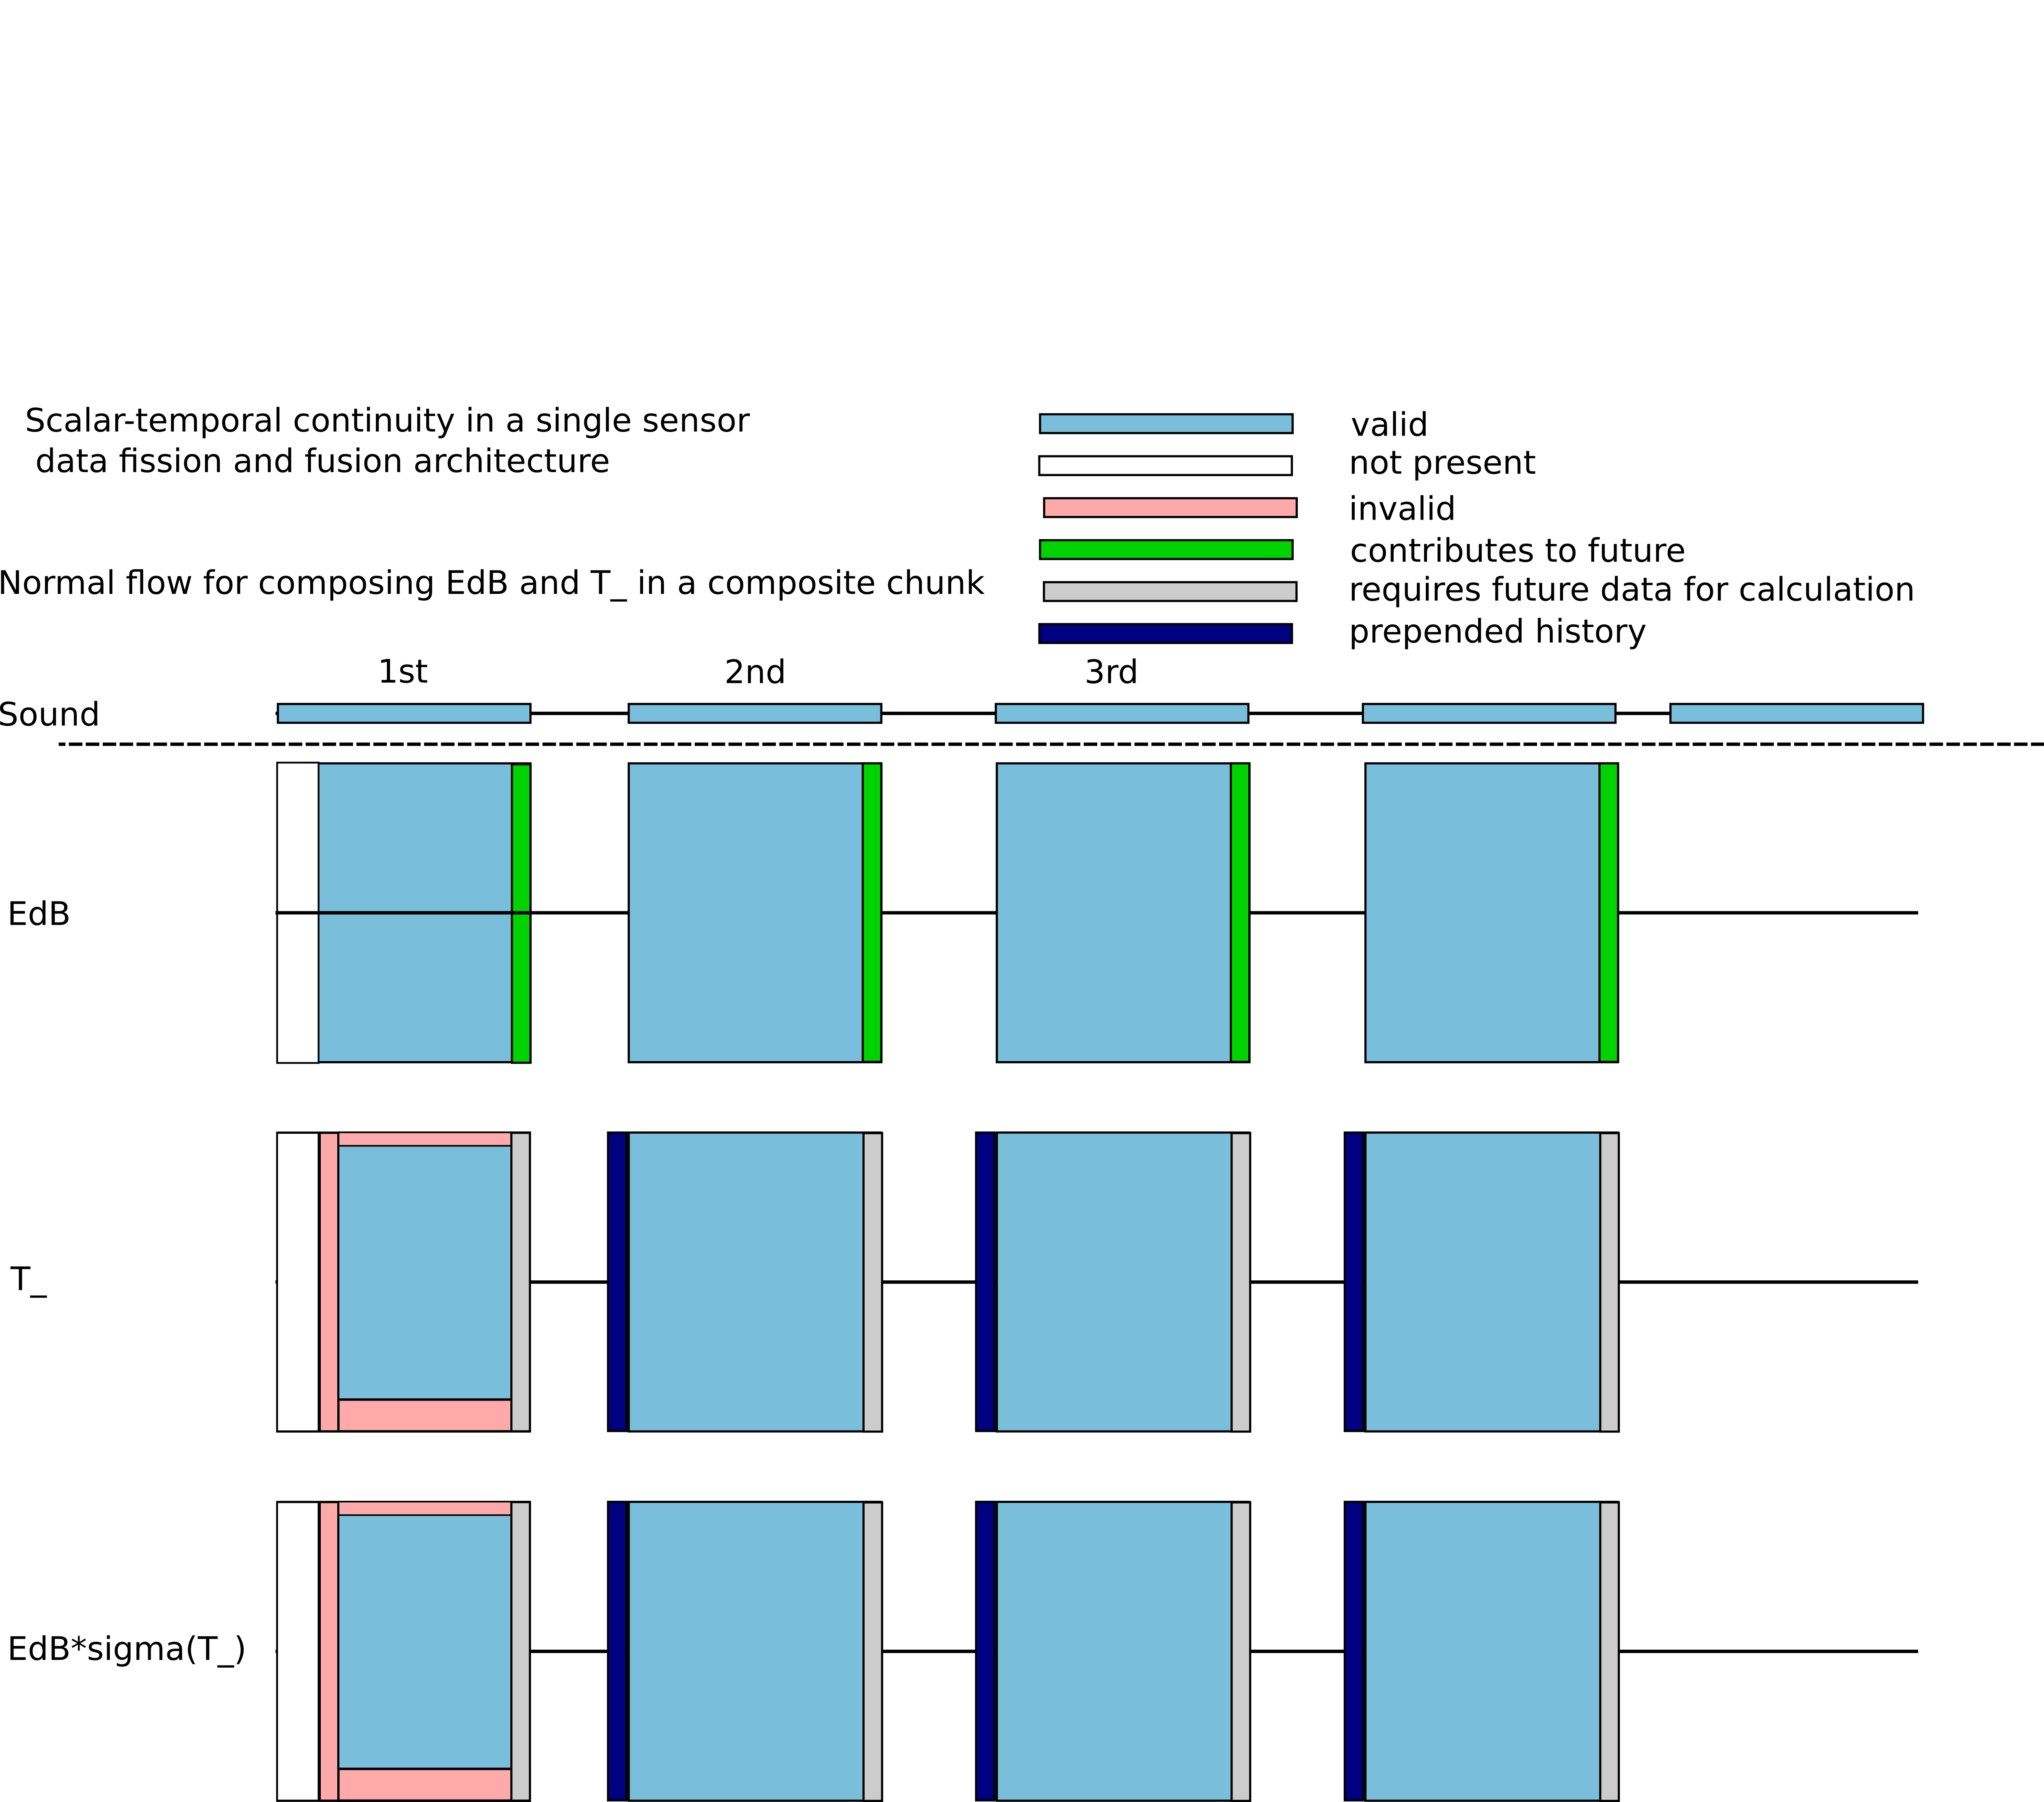 Scalar-temporal continuity in a single sensor
data fission and fusion architecture
valid
not present
invalid
contributes to future
requires future data for calculation
prepended history
Normal flow for composing EdB and T_ in a composite chunk
1st 2nd 3rd
Sound
EdB
T_
EdB*sigma(T_)